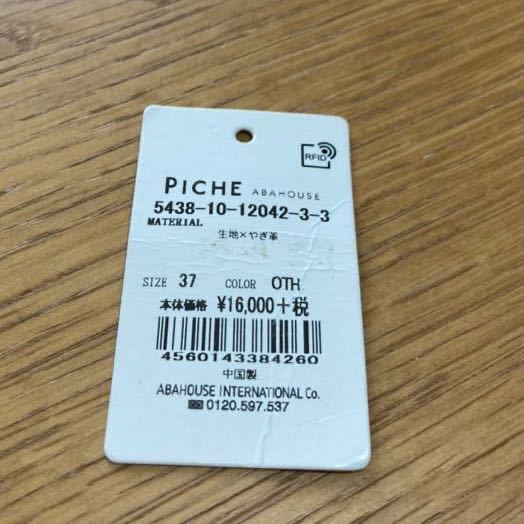 RFID
PICHE ABAHOUSE
5438-10-12042-3-3
MATERIAL
生地×やぎ革
SIZE 37 COLOR OTH
本体価格 ¥16,000+税
4560143384260
中国製
ABAHOUSE INTERNATIONAL Co.
0120.597.537